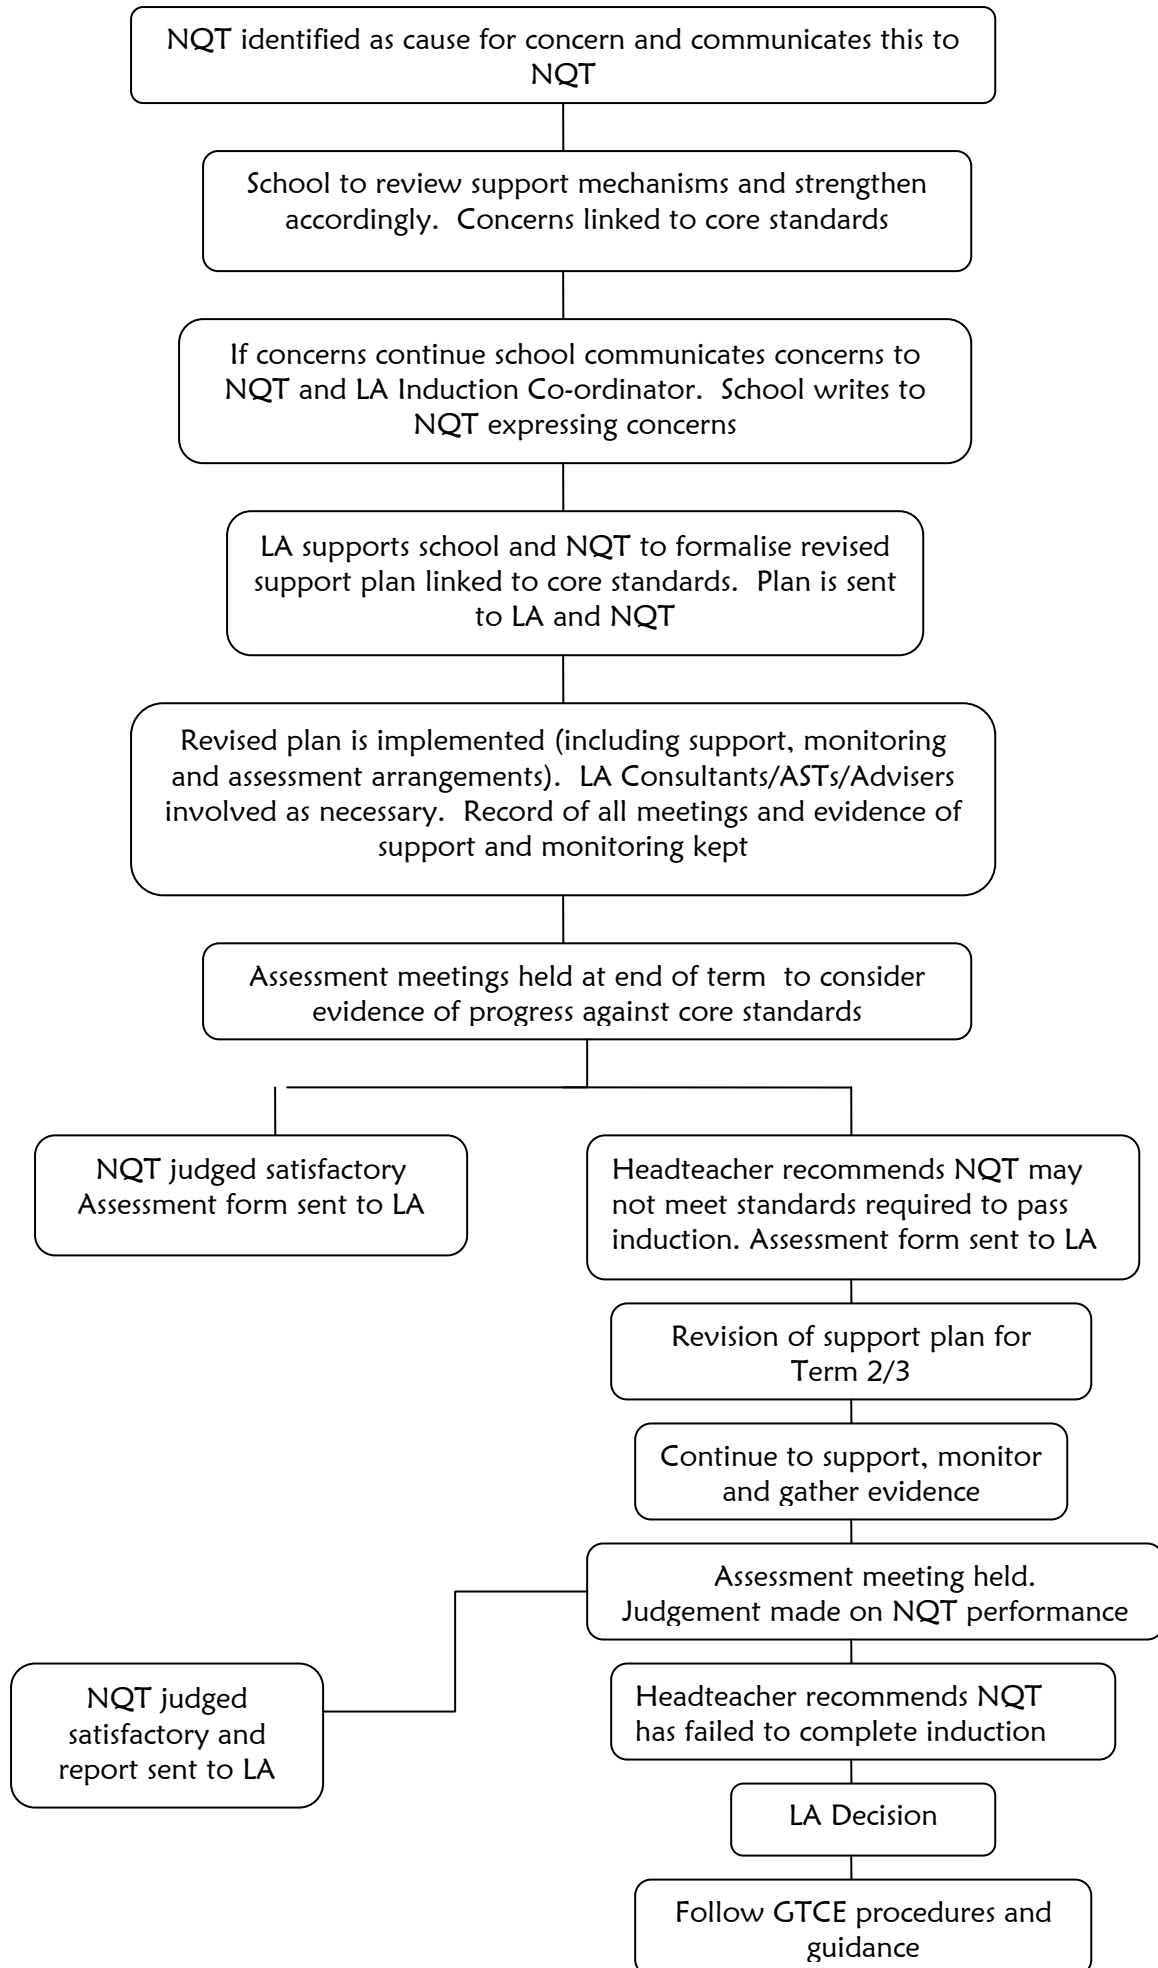 NQT identified as cause for concern and communicates this to
NQT
School to review support mechanisms and strengthen
accordingly.  Concerns linked to core standards
If concerns continue school communicates concerns to
NQT and LA Induction Co-ordinator.  School writes to
NQT expressing concerns
LA supports school and NQT to formalise revised
support plan linked to core standards.  Plan is sent
to LA and NQT
Revised plan is implemented (including support, monitoring
and assessment arrangements).  LA Consultants/ASTs/Advisers
involved as necessary.  Record of all meetings and evidence of
support and monitoring kept
Assessment meetings held at end of term  to consider
evidence of progress against core standards
NQT judged satisfactory
Assessment form sent to LA
Headteacher recommends NQT may
not meet standards required to pass
induction. Assessment form sent to LA
Revision of support plan for
Term 2/3
Continue to support, monitor
and gather evidence
Assessment meeting held.
Judgement made on NQT performance
NQT judged
satisfactory and
report sent to LA
Headteacher recommends NQT
has failed to complete induction
LA Decision
Follow GTCE procedures and
guidance